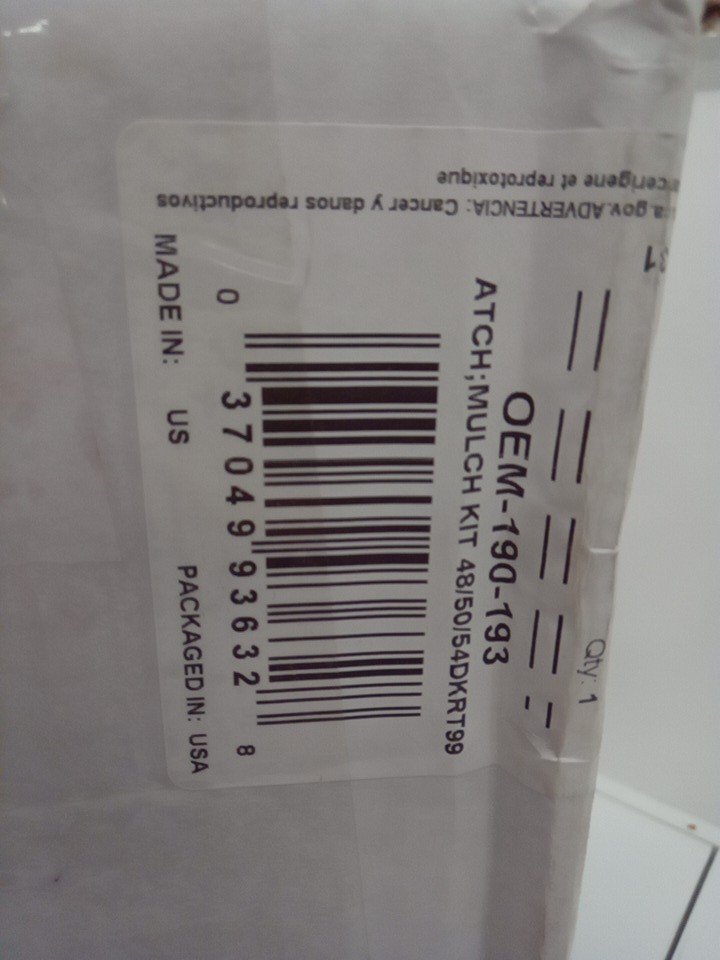 Qty: 1
OEM-190-193
ATCH;MULCH KIT 48/50/54DKRT99
0 37049 93632 8
MADE IN: US PACKAGED IN: USA
31
.gov.ADVERTENCIA: Cancer y danos reproductivos
et reprotoxique